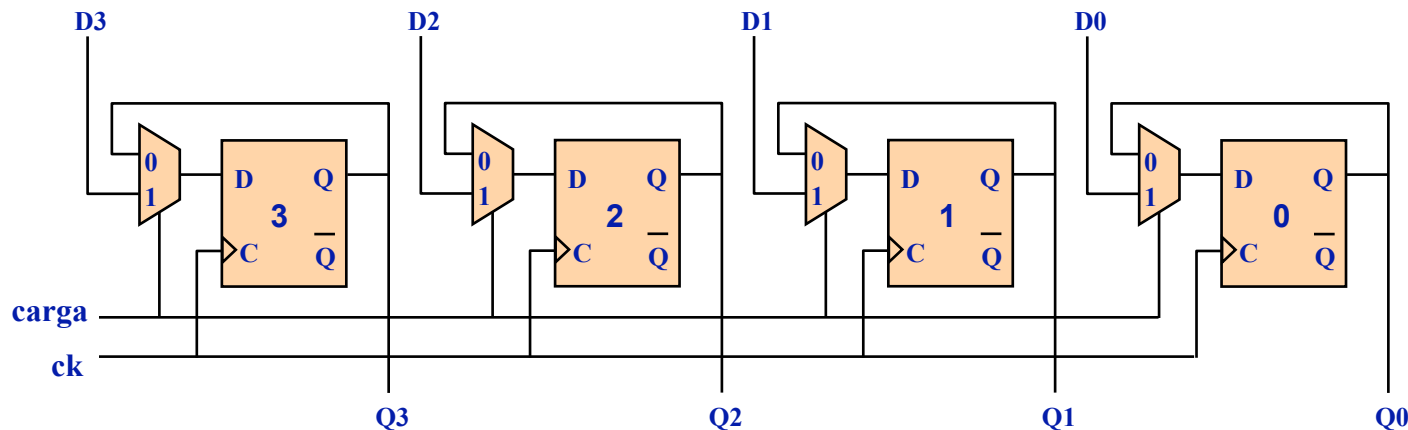 D3 D2 D1 D0
0 0 0 0
1 D Q 1 D Q 1 D Q 1 D Q
3 2 1 0
C Q̅ C Q̅ C Q̅ C Q̅
carga
ck
Q3 Q2 Q1 Q0